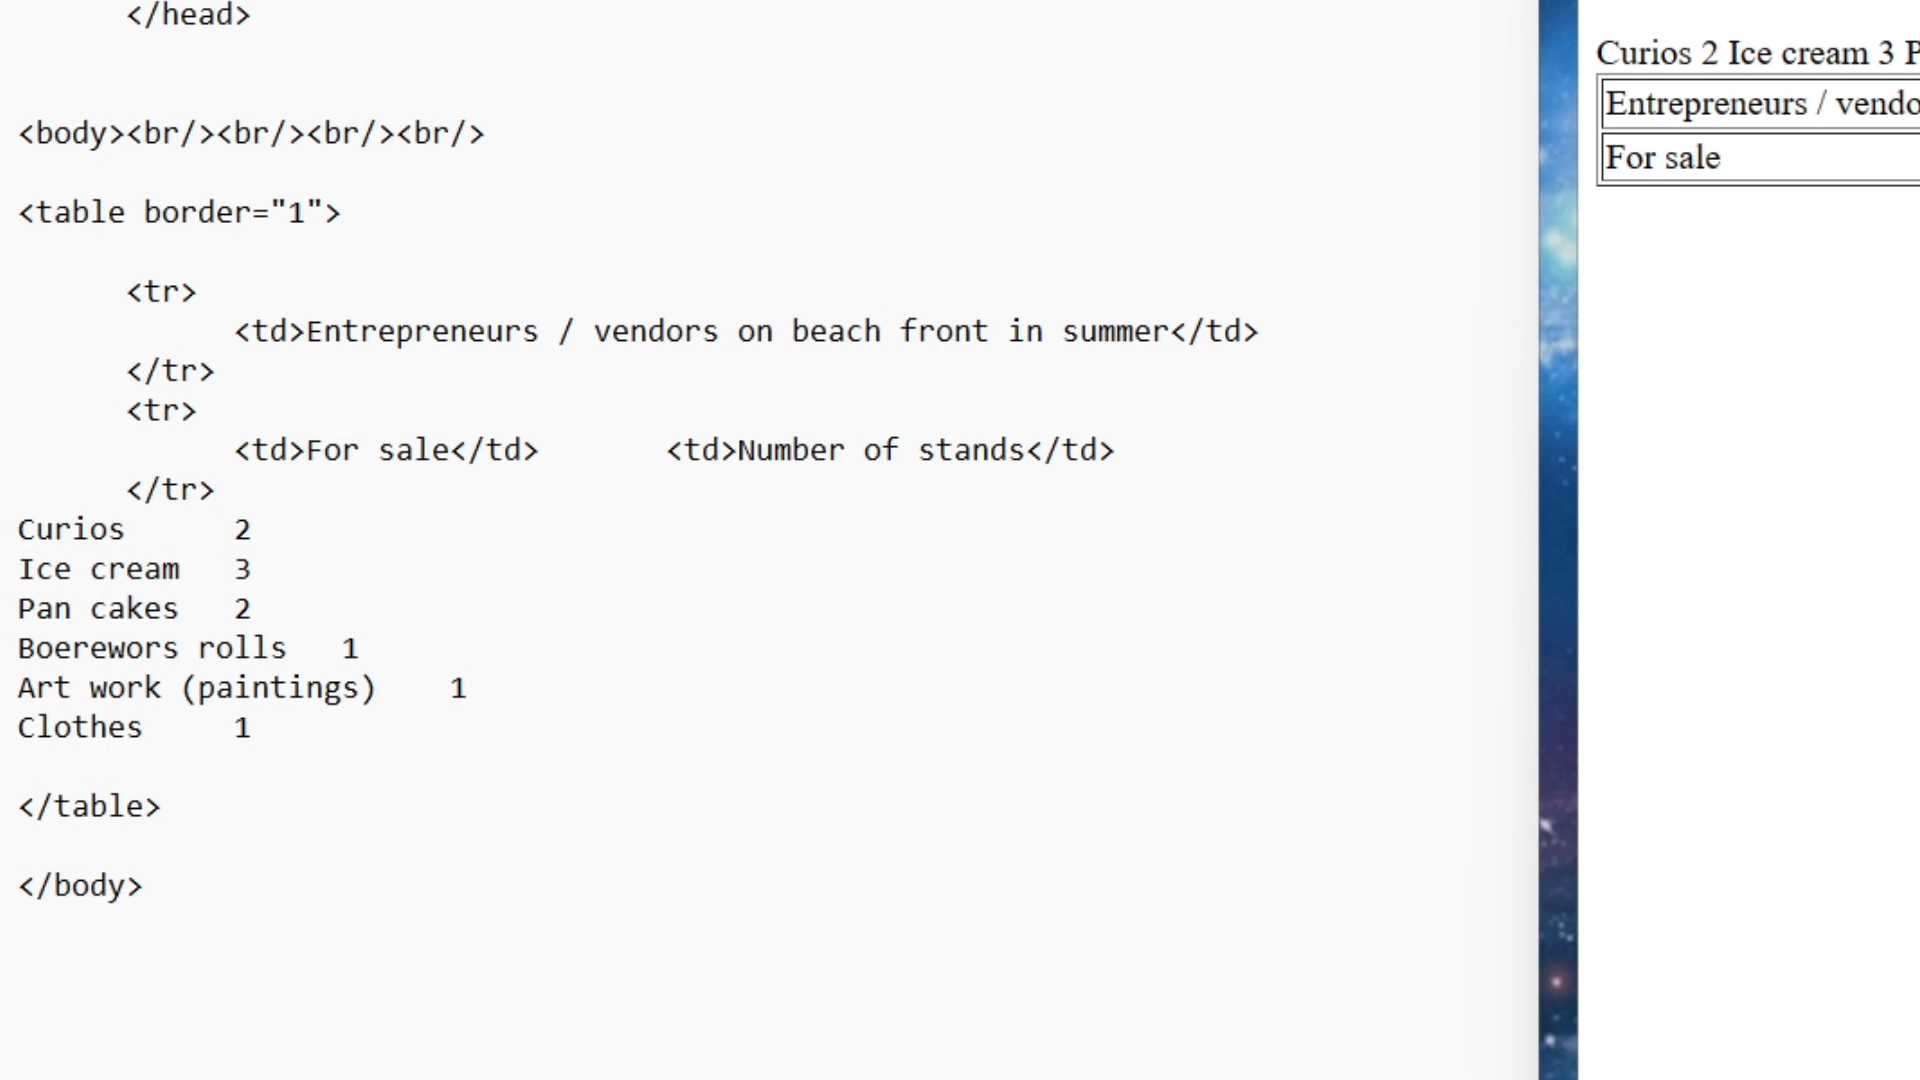 </head>
<body><br/><br/><br/><br/>
<table border="1">
<tr>
<td>Entrepreneurs / vendors on beach front in summer</td>
</tr>
<tr>
<td>For sale</td> <td>Number of stands</td>
</tr>
Curios 2
Ice cream 3
Pan cakes 2
Boerewors rolls 1
Art work (paintings) 1
Clothes 1
</table>
</body>
Curios 2 Ice cream 3 P
Entrepreneurs / vendo
For sale